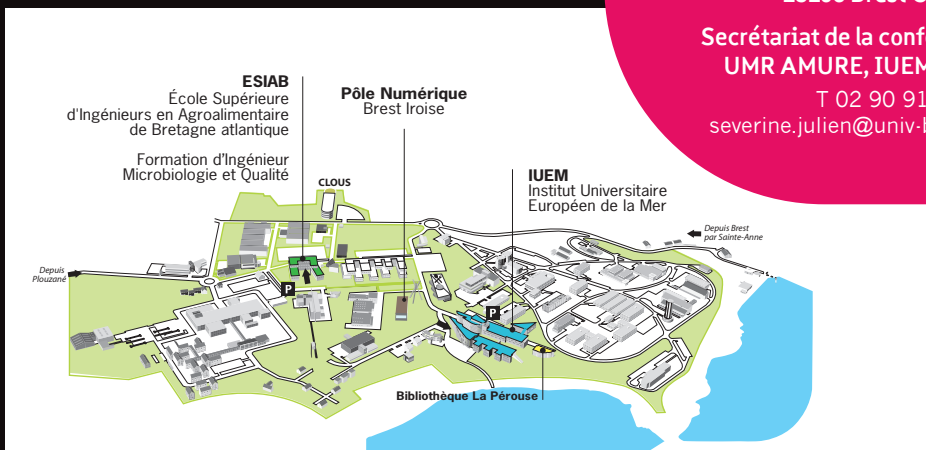 Secrétariat de la conf
UMR AMURE, IUEM
T 02 90 91
severine.julien@univ-b
ESIAB
École Supérieure
d'Ingénieurs en Agroalimentaire
de Bretagne atlantique
Formation d'Ingénieur
Microbiologie et Qualité
Pôle Numérique
Brest Iroise
CLOUS
IUEM
Institut Universitaire
Européen de la Mer
Depuis Brest
par Sainte-Anne
Depuis
Plouzané
P
P
Bibliothèque La Pérouse